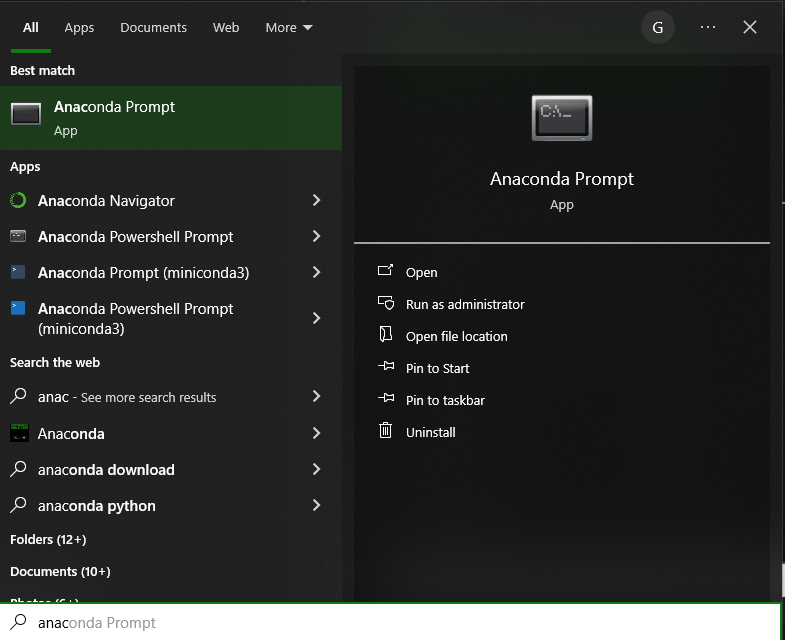 All Apps Documents Web More G ...
Best match
Anaconda Prompt
App
Apps
Anaconda Navigator
Anaconda Powershell Prompt
Anaconda Prompt (miniconda3)
Anaconda Powershell Prompt
(miniconda3)
Search the web
anac - See more search results
Anaconda
anaconda download
anaconda python
Folders (12+)
Documents (10+)
Photos (6+)
C:\_
Anaconda Prompt
App
Open
Run as administrator
Open file location
Pin to Start
Pin to taskbar
Uninstall
anaconda Prompt